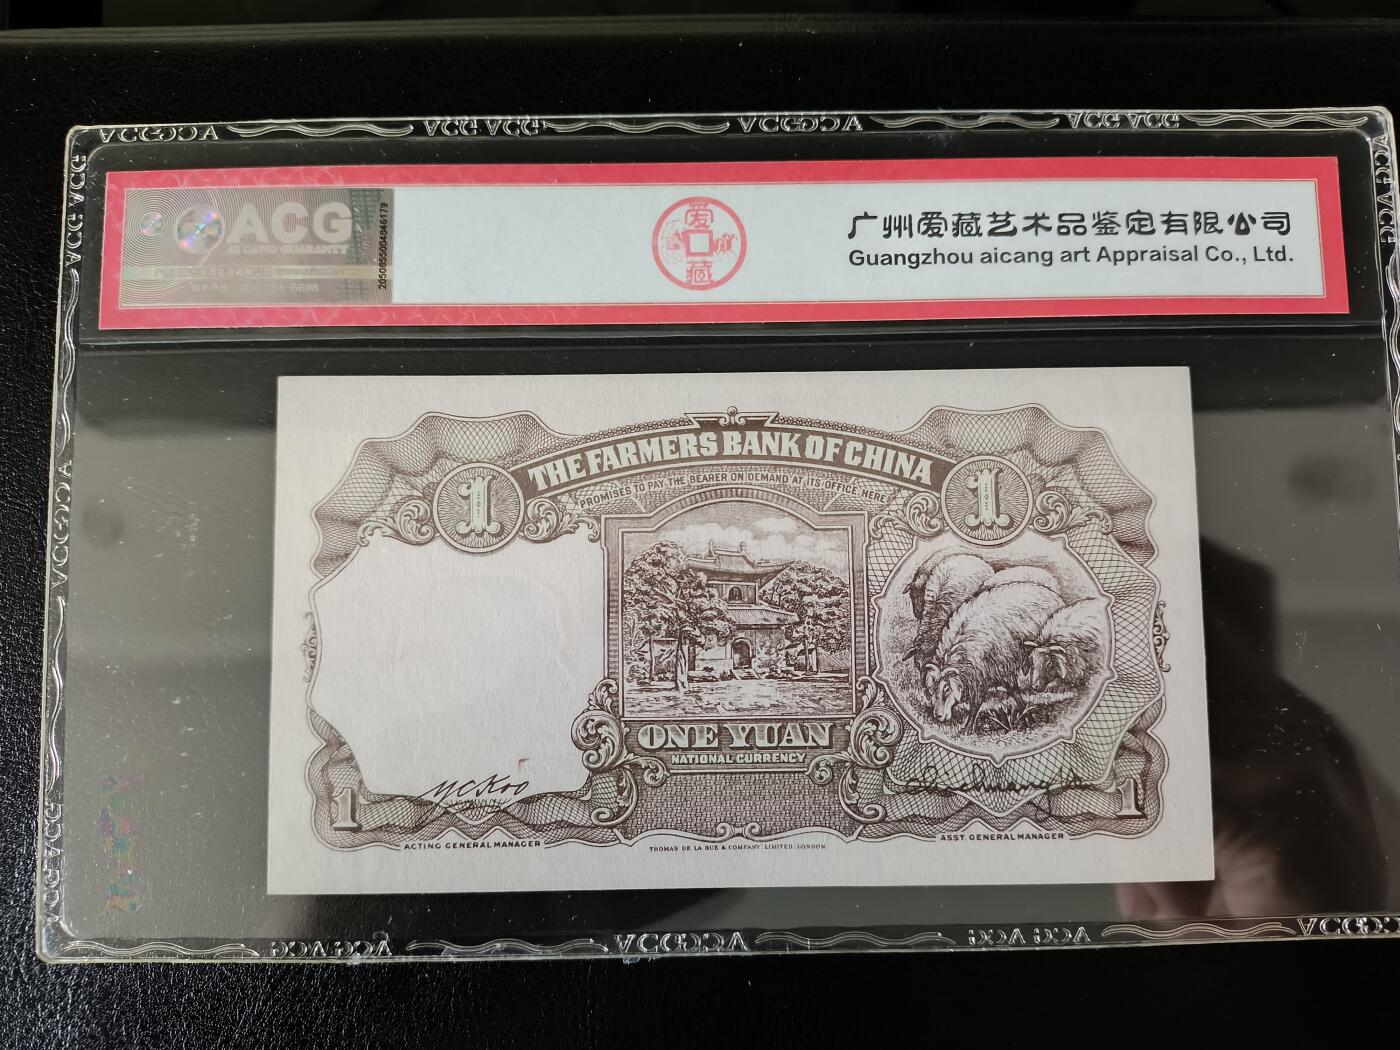 ACG
2050855004846179
爱
藏
广州爱藏艺术品鉴定有限公司
Guangzhou aicang art Appraisal Co., Ltd.
THE FARMERS BANK OF CHINA
PROMISES TO PAY THE BEARER ON DEMAND AT ITS OFFICE HERE
1
1
ONE YUAN
NATIONAL CURRENCY
1
1
ACTING GENERAL MANAGER
ASST. GENERAL MANAGER
THOMAS DE LA RUE & COMPANY, LIMITED, LONDON.